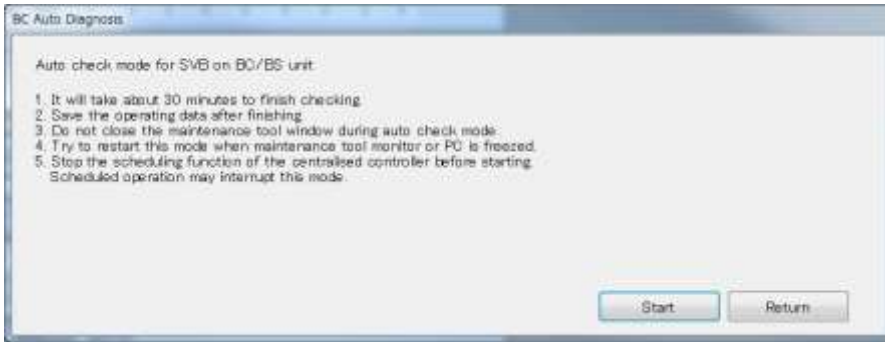 BC Auto Diagnosis
Auto check mode for SVB on BC/BS unit
1. It will take about 30 minutes to finish checking.
2. Save the operating data after finishing.
3. Do not close the maintenance tool window during auto check mode.
4. Try to restart this mode when maintenance tool monitor or PC is freezed.
5. Stop the scheduling function of the centralised controller before starting.
Scheduled operation may interrupt this mode.
Start
Return